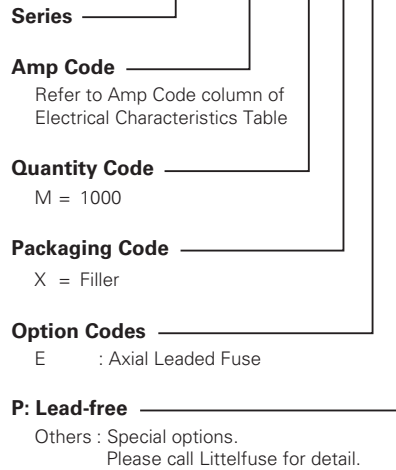 Series
Amp Code
Refer to Amp Code column of
Electrical Characteristics Table
Quantity Code
M = 1000
Packaging Code
X = Filler
Option Codes
E : Axial Leaded Fuse
P: Lead-free
Others : Special options.
Please call Littelfuse for detail.